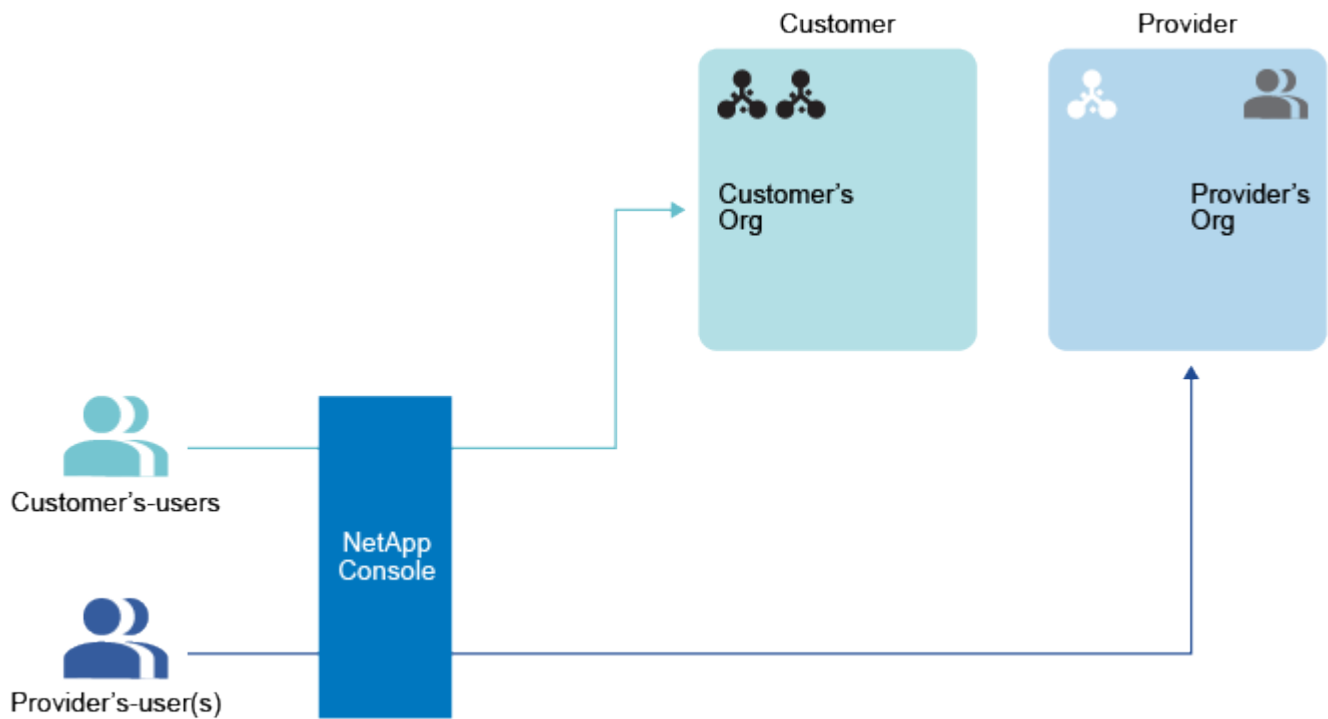 Customer
Provider
Customer’s
Org
Provider’s
Org
Customer’s-users
NetApp
Console
Provider’s-user(s)